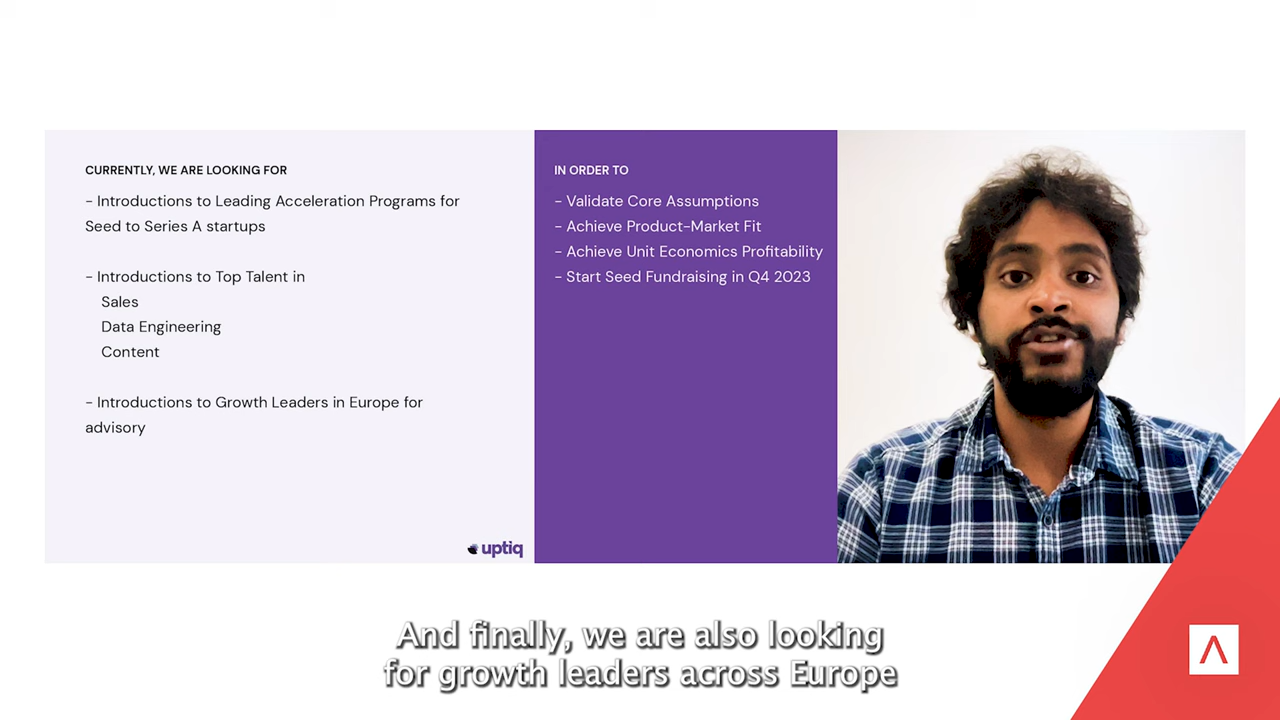 CURRENTLY, WE ARE LOOKING FOR
- Introductions to Leading Acceleration Programs for
Seed to Series A startups
- Introductions to Top Talent in
Sales
Data Engineering
Content
- Introductions to Growth Leaders in Europe for
advisory
uptiq
IN ORDER TO
- Validate Core Assumptions
- Achieve Product-Market Fit
- Achieve Unit Economics Profitability
- Start Seed Fundraising in Q4 2023
And finally, we are also looking
for growth leaders across Europe